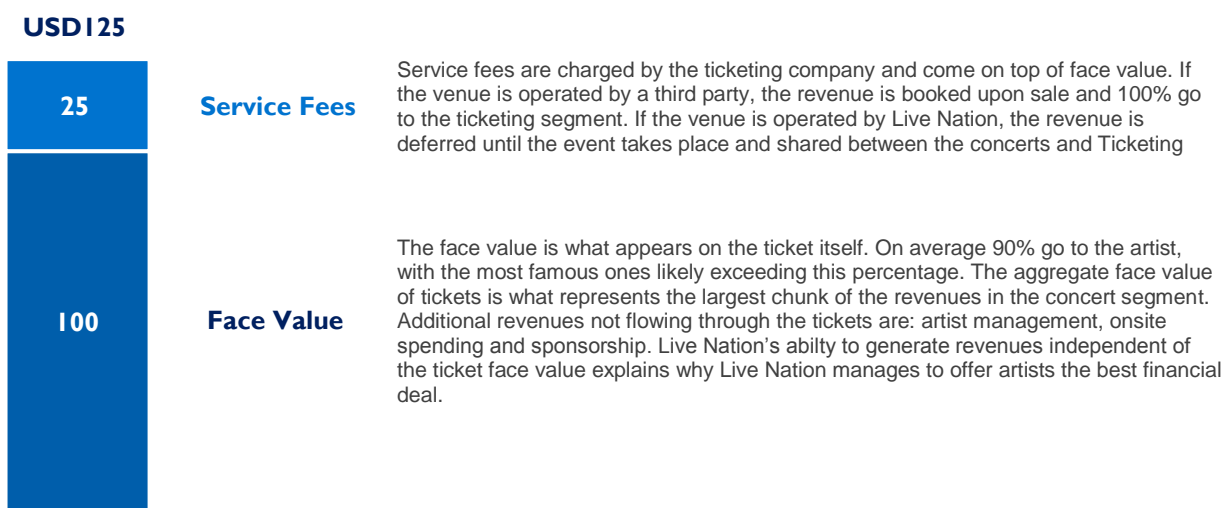 USD125
25
Service Fees
Service fees are charged by the ticketing company and come on top of face value. If
the venue is operated by a third party, the revenue is booked upon sale and 100% go
to the ticketing segment. If the venue is operated by Live Nation, the revenue is
deferred until the event takes place and shared between the concerts and Ticketing
100
Face Value
The face value is what appears on the ticket itself. On average 90% go to the artist,
with the most famous ones likely exceeding this percentage. The aggregate face value
of tickets is what represents the largest chunk of the revenues in the concert segment.
Additional revenues not flowing through the tickets are: artist management, onsite
spending and sponsorship. Live Nation's abilty to generate revenues independent of
the ticket face value explains why Live Nation manages to offer artists the best financial
deal.